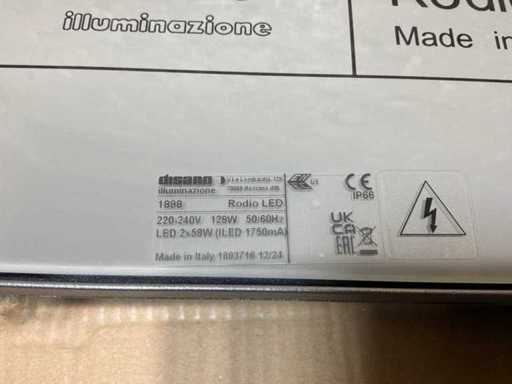 illuminazione
Rodio
Made in
disano
illuminazione
1898 Rodio LED
220-240V 128W 50/60Hz
LED 2x58W (ILED 1750mA)
Made in Italy 12/24
CE
IP66
UK
CA
EAC